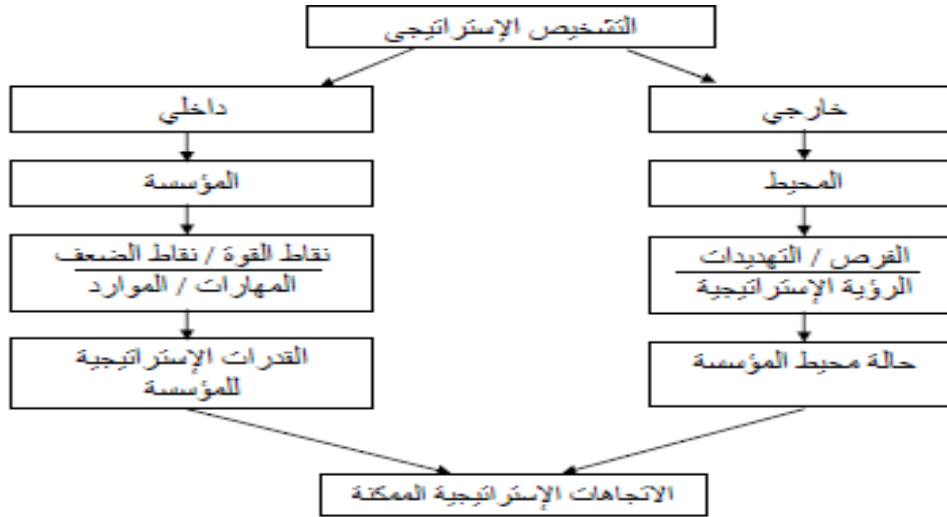 التشخيص الإستراتيجي
خارجي
المحيط
الفرص / التهديدات
الرؤية الإستراتيجية
حالة محيط المؤسسة
داخلي
المؤسسة
نقاط القوة / نقاط الضعف
المهارات / الموارد
القدرات الإستراتيجية
للمؤسسة
الاتجاهات الإستراتيجية الممكنة